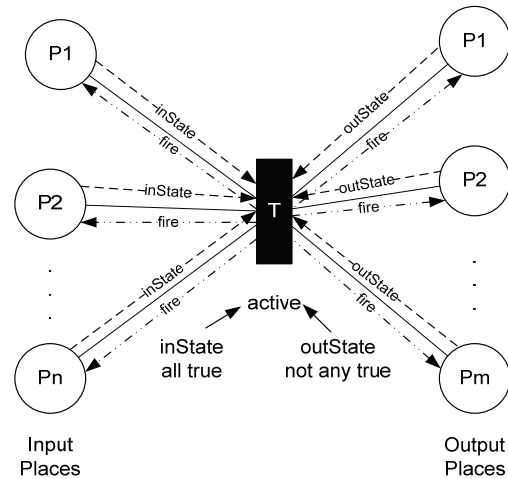 P1
P1
inState
outState
fire
fire
P2
P2
inState
outState
fire
fire
T
inState
outState
fire
fire
active
inState
all true
outState
not any true
Pn
Pm
Input
Places
Output
Places